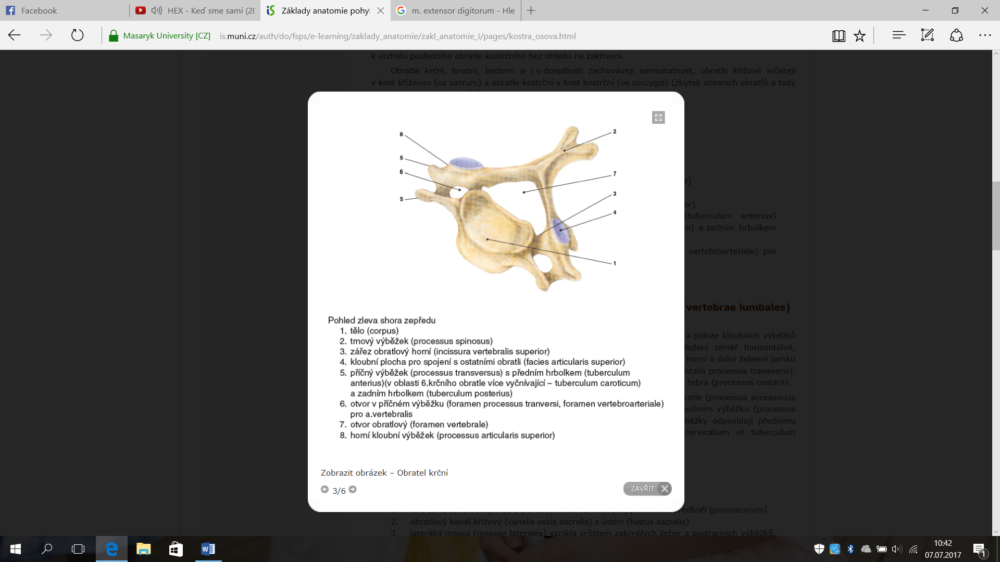 Facebook
HEX - Keď sme sami (20
Základy anatomie pohy
m. extensor digitorum - Hle
Masaryk University [CZ]
is.muni.cz/auth/do/fsps/e-learning/zaklady_anatomie/zakl_anatomie_I/pages/kostra_osova.html
k vrcholu posledního obratle kostrčního bez ohledu na zakřivení.
Obratle krční, hrudní, bederní si i v dospělosti zachovávají samostatnost, obratle křížové srůstají
v kost křížovou (os sacrum) a obratle kostrční v kost kostrční (os coccygis) (zbytek ocasních obratlů a tedy
8
2
5
6
7
3
5
4
1
r)
or)
(tuberculum anterius)
m) a zadním hrbolkem
vertebroarteriale) pro
(vertebrae lumbales)
Pohled zleva shora zepředu
1. tělo (corpus)
2. trnový výběžek (processus spinosus)
3. zářez obratlový horní (incissura vertebralis superior)
4. kloubní plocha pro spojení s ostatními obratli (facies articularis superior)
5. příčný výběžek (processus transversus) s předním hrbolkem (tuberculum
anterius)(v oblasti 6.krčního obratle více vyčnívající – tuberculum caroticum)
a zadním hrbolkem (tuberculum posterius)
6. otvor v příčném výběžku (foramen processus tranversi, foramen vertebroarteriale)
pro a.vertebralis
7. otvor obratlový (foramen vertebrale)
8. horní kloubní výběžek (processus articularis superior)
a poloze kloubních výběžků
uložení téměř horizontálně,
horní a dolní žeberní jamku
ostalis processus transversi).
žebra (processus costarii).
ratle (processus accessorius
loubním výběžku (processus
běžky odpovídají přednímu
cervicalium et tuberculum
Zobrazit obrázek – Obratel krční
3/6
ZAVŘÍT
předhoří (promotorium)
2. obratlový kanál křížový (canalis ossis sacralis) s ústím (hiatus sacralis)
3. laterální massa (massae laterales) vznikla srůstem zakrnělých žeber a postranních výběžků.
10:42
07.07.2017
1